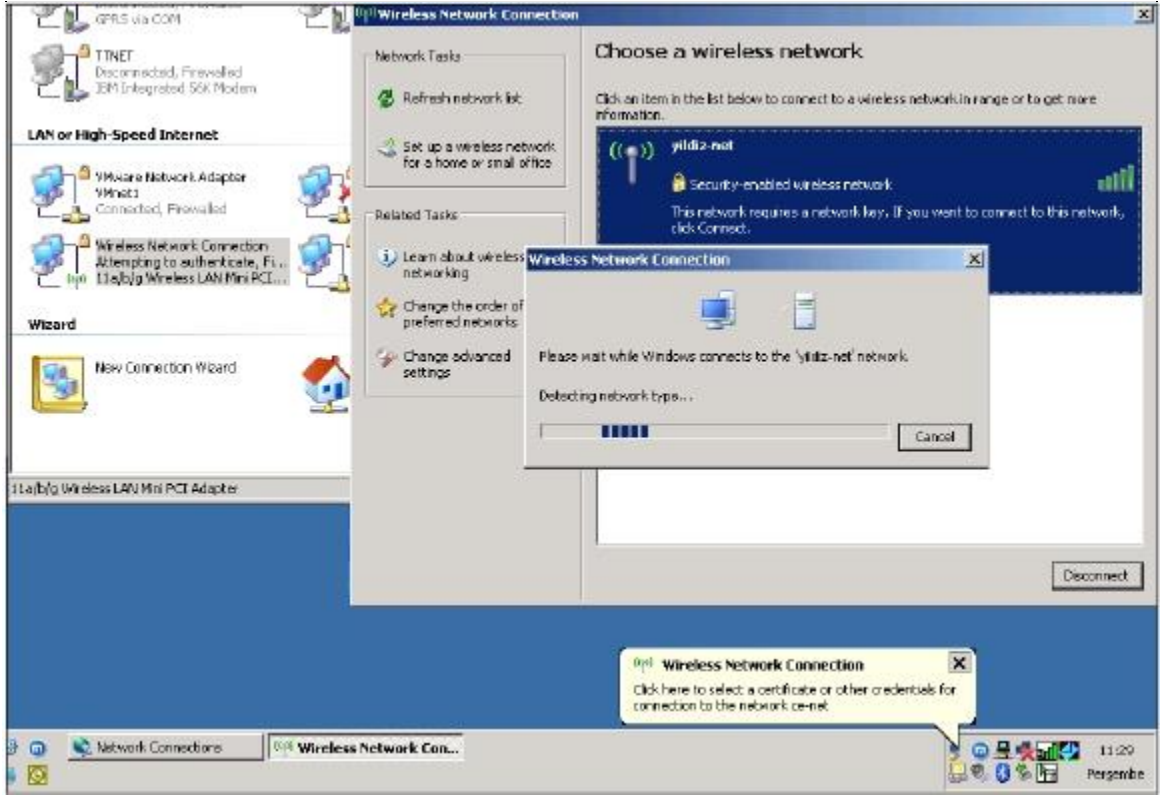 GPRS via COM
TTNET
Disconnected, Firewalled
IBM Integrated 56K Modem
LAN or High-Speed Internet
VMware Network Adapter
VMnet1
Connected, Firewalled
Wireless Network Connection
Attempting to authenticate, Fi...
11a/b/g Wireless LAN Mini PCI...
Wizard
New Connection Wizard
11a/b/g Wireless LAN Mini PCI Adapter
Wireless Network Connection
Network Tasks
Refresh network list
Set up a wireless network
for a home or small office
Related Tasks
Learn about wireless
networking
Change the order of
preferred networks
Change advanced
settings
Choose a wireless network
Click an item in the list below to connect to a wireless network in range or to get more
information.
yildiz-net
Security-enabled wireless network
This network requires a network key. If you want to connect to this network,
click Connect.
Wireless Network Connection
Please wait while Windows connects to the 'yildiz-net' network.
Detecting network type...
Cancel
Disconnect
Wireless Network Connection
Click here to select a certificate or other credentials for
connection to the network ce-net
Network Connections
Wireless Network Con...
11:29
Perşembe